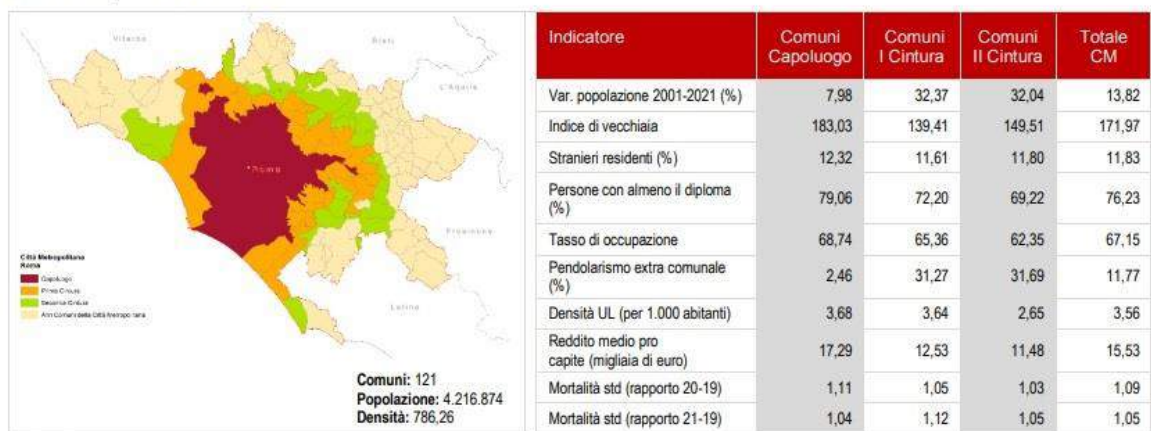 Viterbo
Rieti
L'Aquila
Roma
Frosinone
Latina
Città Metropolitana
Roma
Capoluogo
Prima Cintura
Seconda Cintura
Altri Comuni della Città Metropolitana
Comuni: 121
Popolazione: 4.216.874
Densità: 786,26
Indicatore Comuni Capoluogo Comuni I Cintura Comuni II Cintura Totale CM
Var. popolazione 2001-2021 (%) 7,98 32,37 32,04 13,82
Indice di vecchiaia 183,03 139,41 149,51 171,97
Stranieri residenti (%) 12,32 11,61 11,80 11,83
Persone con almeno il diploma (%) 79,06 72,20 69,22 76,23
Tasso di occupazione 68,74 65,36 62,35 67,15
Pendolarismo extra comunale (%) 2,46 31,27 31,69 11,77
Densità UL (per 1.000 abitanti) 3,68 3,64 2,65 3,56
Reddito medio pro capite (migliaia di euro) 17,29 12,53 11,48 15,53
Mortalità std (rapporto 20-19) 1,11 1,05 1,03 1,09
Mortalità std (rapporto 21-19) 1,04 1,12 1,05 1,05